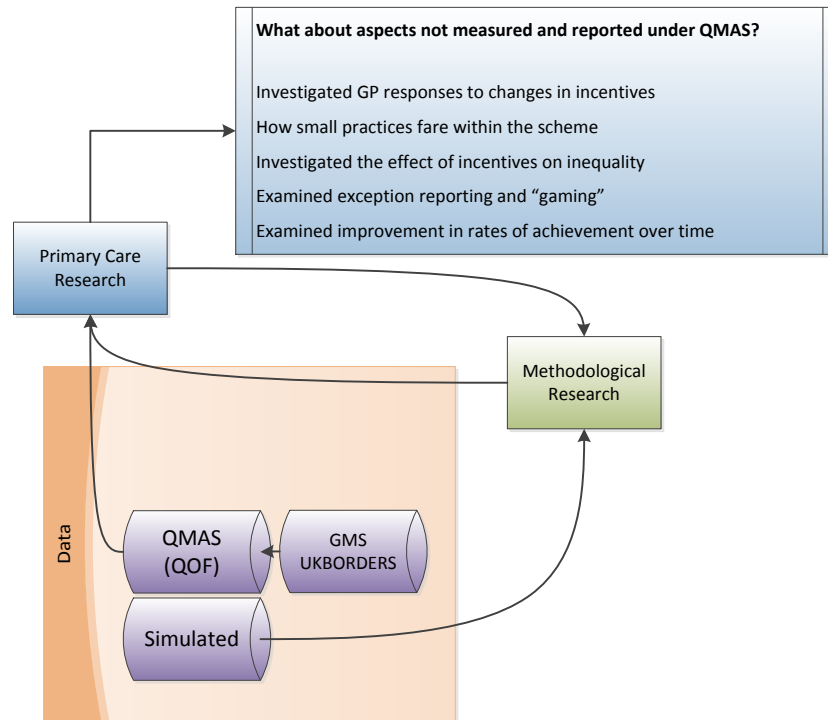 What about aspects not measured and reported under QMAS?
Investigated GP responses to changes in incentives
How small practices fare within the scheme
Investigated the effect of incentives on inequality
Examined exception reporting and “gaming”
Examined improvement in rates of achievement over time
Primary Care
Research
Methodological
Research
Data
QMAS
(QOF)
GMS
UKBORDERS
Simulated